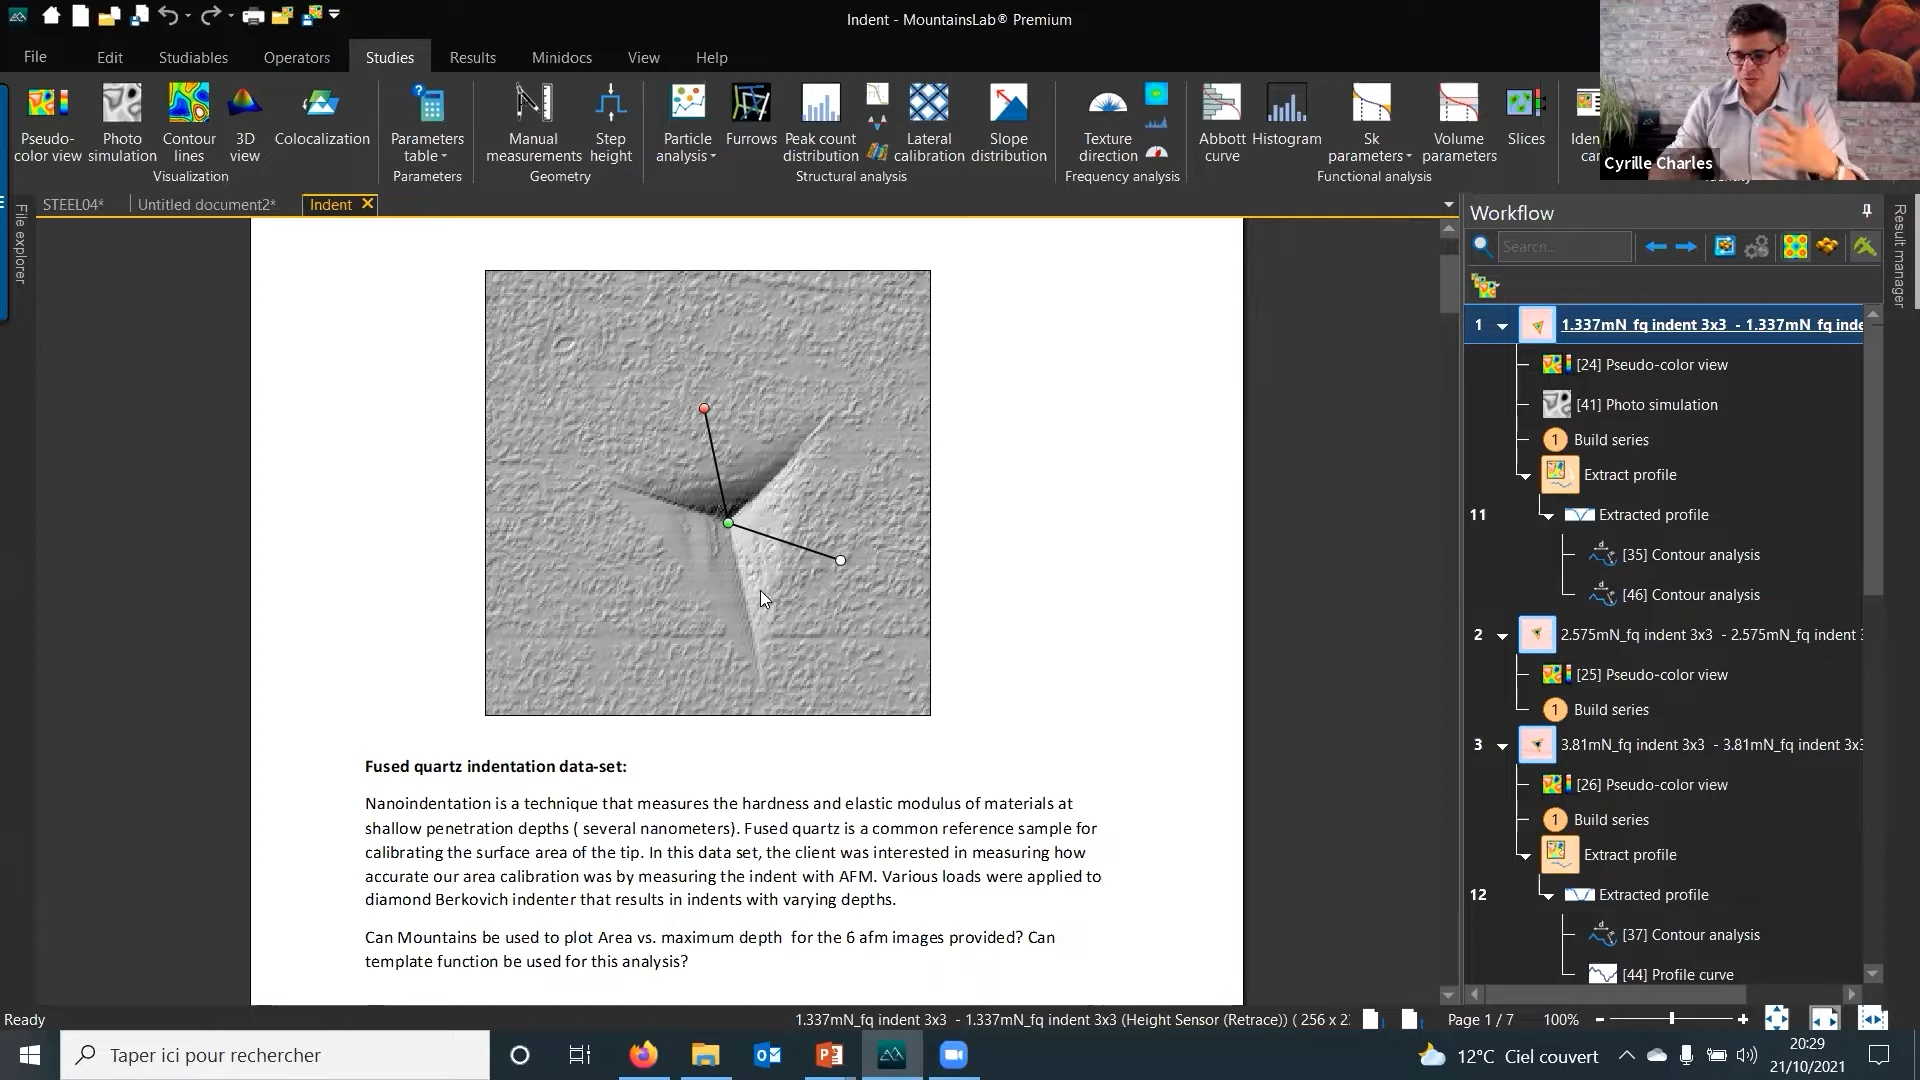 Indent - MountainsLab® Premium
File
Edit
Studiables
Operators
Studies
Results
Minidocs
View
Help
Pseudo-
color view
Photo
simulation
Contour
lines
3D
view
Colocalization
Visualization
Parameters
table
Parameters
Manual
measurements
Step
height
Geometry
Particle
analysis
Furrows
Peak count
distribution
Lateral
calibration
Slope
distribution
Structural analysis
Texture
direction
Frequency analysis
Abbott
curve
Histogram
Sk
parameters
Volume
parameters
Slices
Functional analysis
Cyrille Charles
STEEL04*
Untitled document2*
Indent
File explorer
Fused quartz indentation data-set:
Nanoindentation is a technique that measures the hardness and elastic modulus of materials at
shallow penetration depths ( several nanometers). Fused quartz is a common reference sample for
calibrating the surface area of the tip. In this data set, the client was interested in measuring how
accurate our area calibration was by measuring the indent with AFM. Various loads were applied to
diamond Berkovich indenter that results in indents with varying depths.
Can Mountains be used to plot Area vs. maximum depth for the 6 afm images provided? Can
template function be used for this analysis?
Workflow
Search...
Result manager
1 1.337mN_fq indent 3x3 - 1.337mN_fq inde
[24] Pseudo-color view
[41] Photo simulation
1 Build series
Extract profile
11 Extracted profile
[35] Contour analysis
[46] Contour analysis
2 2.575mN_fq indent 3x3 - 2.575mN_fq indent
[25] Pseudo-color view
1 Build series
3 3.81mN_fq indent 3x3 - 3.81mN_fq indent 3x3
[26] Pseudo-color view
1 Build series
Extract profile
12 Extracted profile
[37] Contour analysis
[44] Profile curve
Ready
1.337mN_fq indent 3x3 - 1.337mN_fq indent 3x3 (Height Sensor (Retrace)) ( 256 x 2
Page 1 / 7
100%
Taper ici pour rechercher
12°C Ciel couvert
20:29
21/10/2021